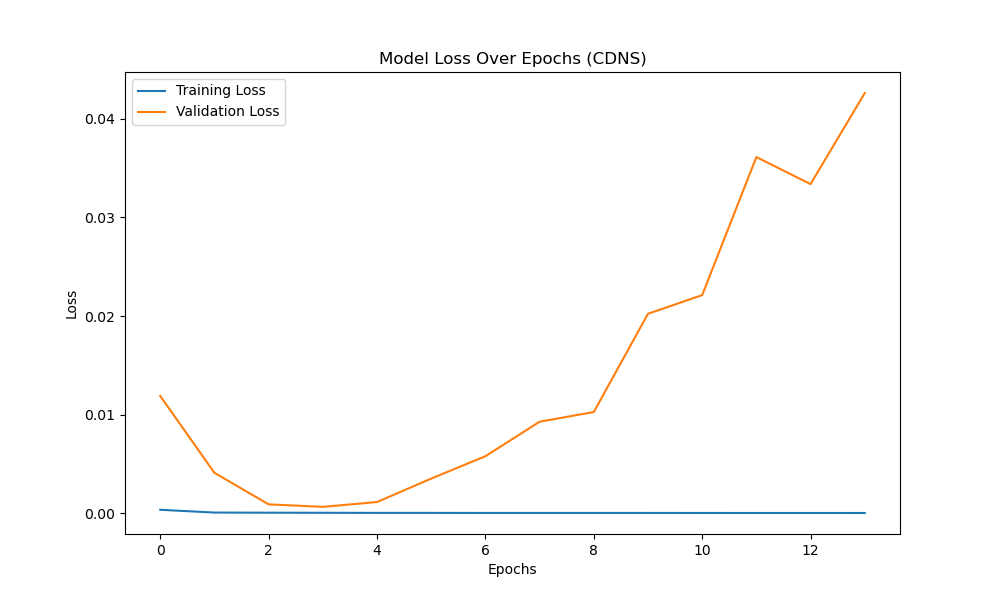 Model Loss Over Epochs (CDNS)
Training Loss
Validation Loss
0.04
0.03
0.02
0.01
0.00
Loss
0 2 4 6 8 10 12
Epochs